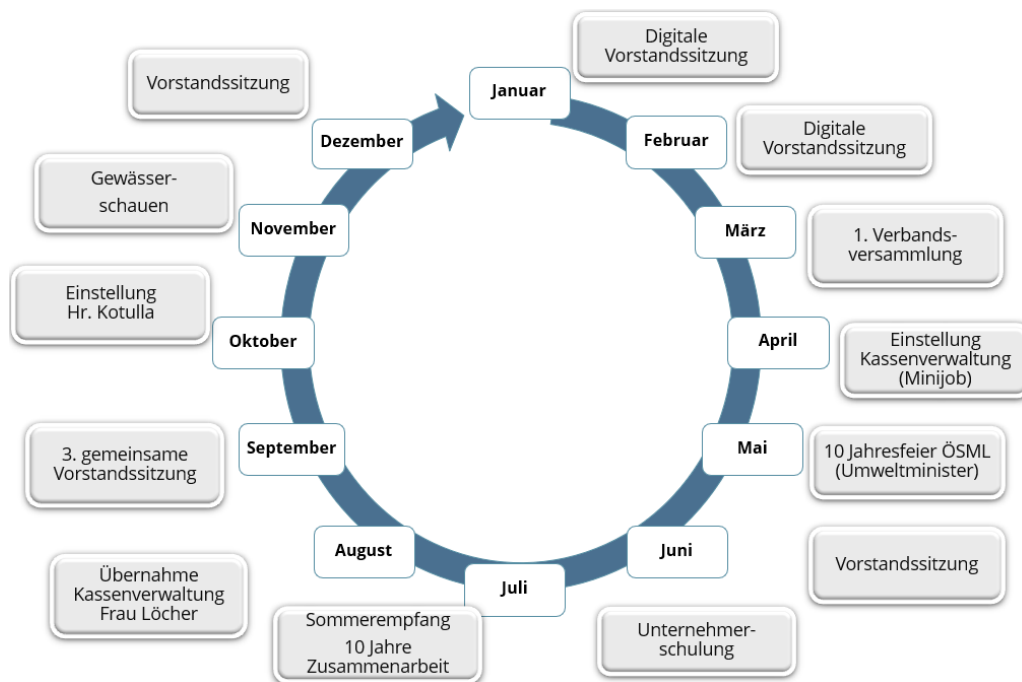 Januar
Digitale
Vorstandssitzung
Februar
Digitale
Vorstandssitzung
März
1. Verbands-
versammlung
April
Einstellung
Kassenverwaltung
(Minijob)
Mai
10 Jahresfeier ÖSML
(Umweltminister)
Juni
Vorstandssitzung
Unternehmer-
schulung
Juli
Sommerempfang
10 Jahre
Zusammenarbeit
August
Übernahme
Kassenverwaltung
Frau Löcher
September
3. gemeinsame
Vorstandssitzung
Oktober
Einstellung
Hr. Kotulla
November
Gewässer-
schauen
Dezember
Vorstandssitzung